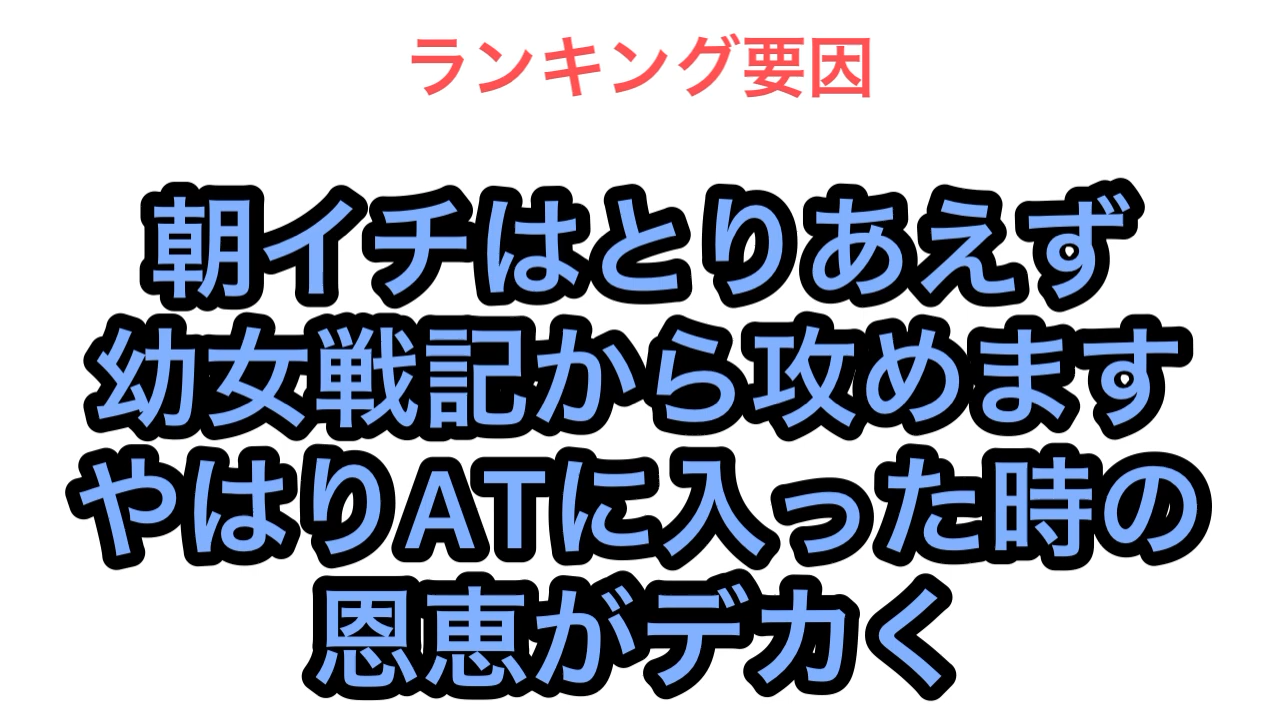 ランキング要因
朝イチはとりあえず
幼女戦記から攻めます
やはりATに入った時の
恩恵がデカく